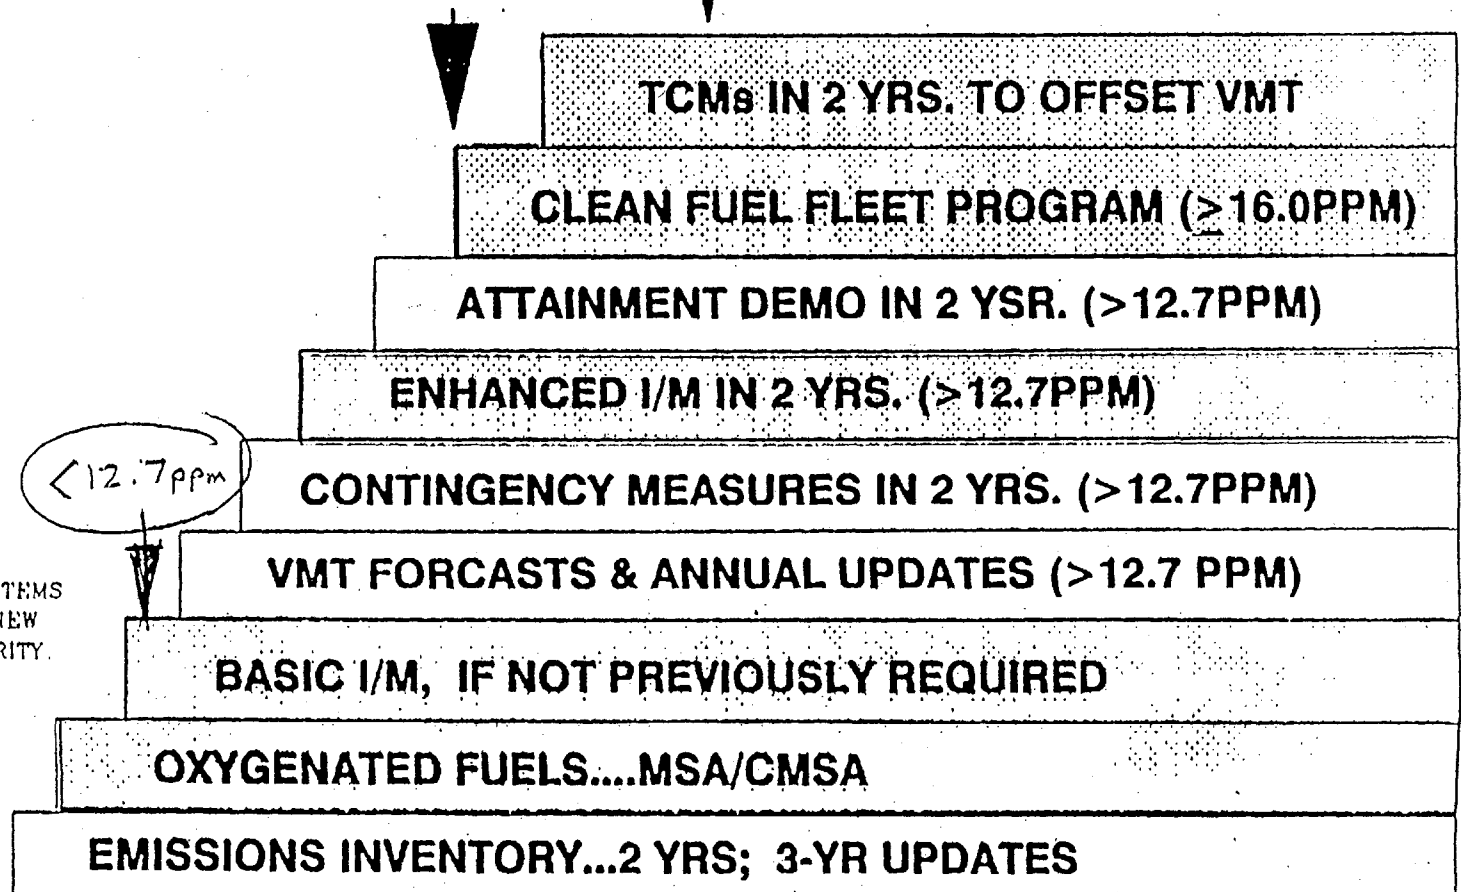 TCMs IN 2 YRS. TO OFFSET VMT
CLEAN FUEL FLEET PROGRAM (≥16.0PPM)
ATTAINMENT DEMO IN 2 YSR. (>12.7PPM)
ENHANCED I/M IN 2 YRS. (>12.7PPM)
<12.7ppm
CONTINGENCY MEASURES IN 2 YRS. (>12.7PPM)
VMT FORCASTS & ANNUAL UPDATES (>12.7 PPM)
TEMS
EW
RITY.
BASIC I/M, IF NOT PREVIOUSLY REQUIRED
OXYGENATED FUELS....MSA/CMSA
EMISSIONS INVENTORY...2 YRS; 3-YR UPDATES